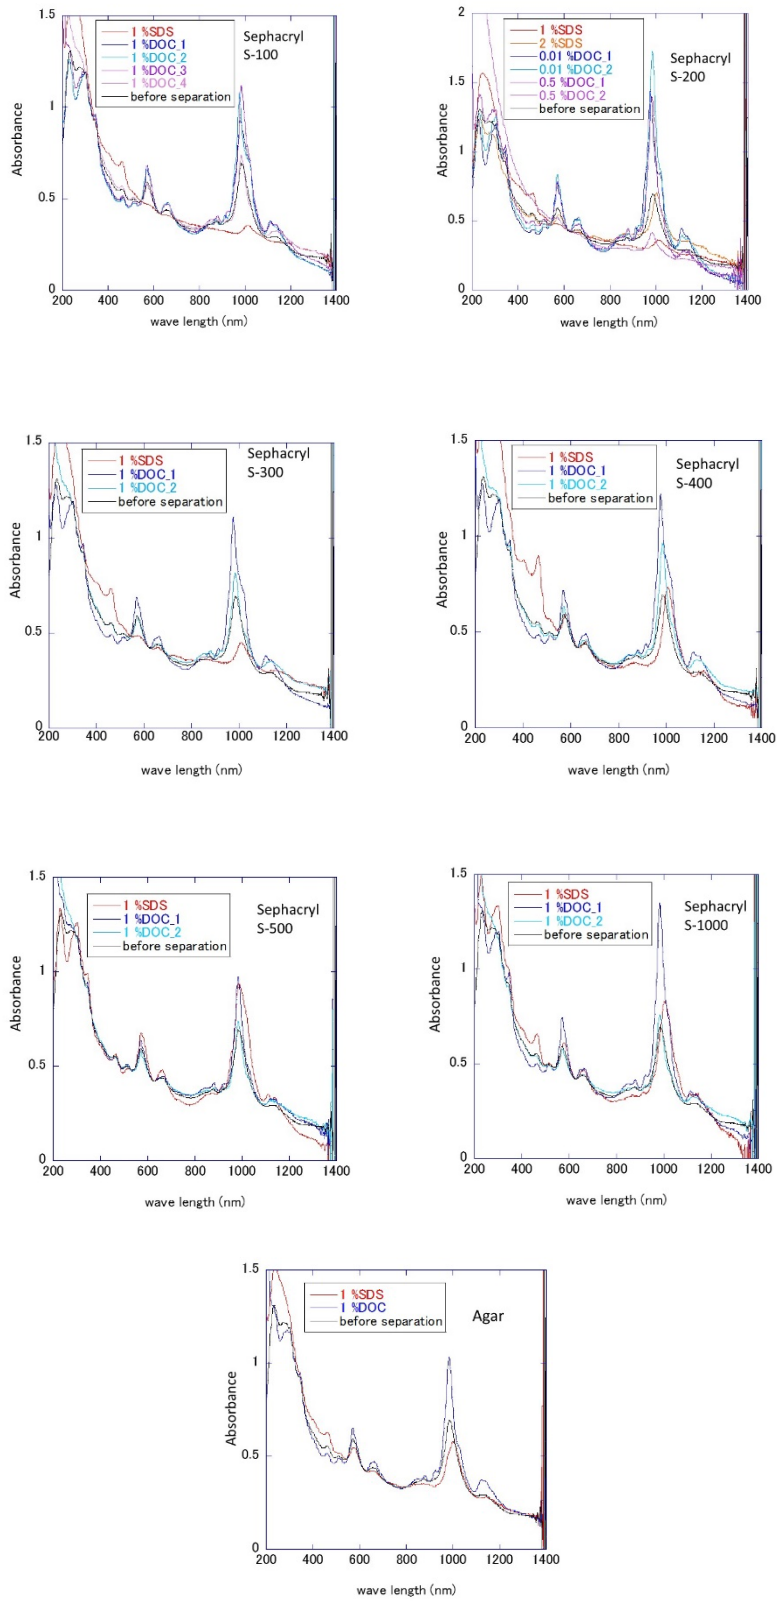 1 %SDS
1 %DOC_1
1 %DOC_2
1 %DOC_3
1 %DOC_4
before separation
Sephacryl
S-100
Absorbance
1.5
1
0.5
0
200 400 600 800 1000 1200 1400
wave length (nm)
1 %SDS
2 %SDS
0.01 %DOC_1
0.01 %DOC_2
0.5 %DOC_1
0.5 %DOC_2
before separation
Sephacryl
S-200
Absorbance
2
1.5
1
0.5
0
200 400 600 800 1000 1200 1400
wave length (nm)
1 %SDS
1 %DOC_1
1 %DOC_2
before separation
Sephacryl
S-300
Absorbance
1.5
1
0.5
0
200 400 600 800 1000 1200 1400
wave length (nm)
1 %SDS
1 %DOC_1
1 %DOC_2
before separation
Sephacryl
S-400
Absorbance
1.5
1
0.5
0
200 400 600 800 1000 1200 1400
wave length (nm)
1 %SDS
1 %DOC_1
1 %DOC_2
before separation
Sephacryl
S-500
Absorbance
1.5
1
0.5
0
200 400 600 800 1000 1200 1400
wave length (nm)
1 %SDS
1 %DOC_1
1 %DOC_2
before separation
Sephacryl
S-1000
Absorbance
1.5
1
0.5
0
200 400 600 800 1000 1200 1400
wave length (nm)
1 %SDS
1 %DOC
before separation
Agar
Absorbance
1.5
1
0.5
0
200 400 600 800 1000 1200 1400
wave length (nm)